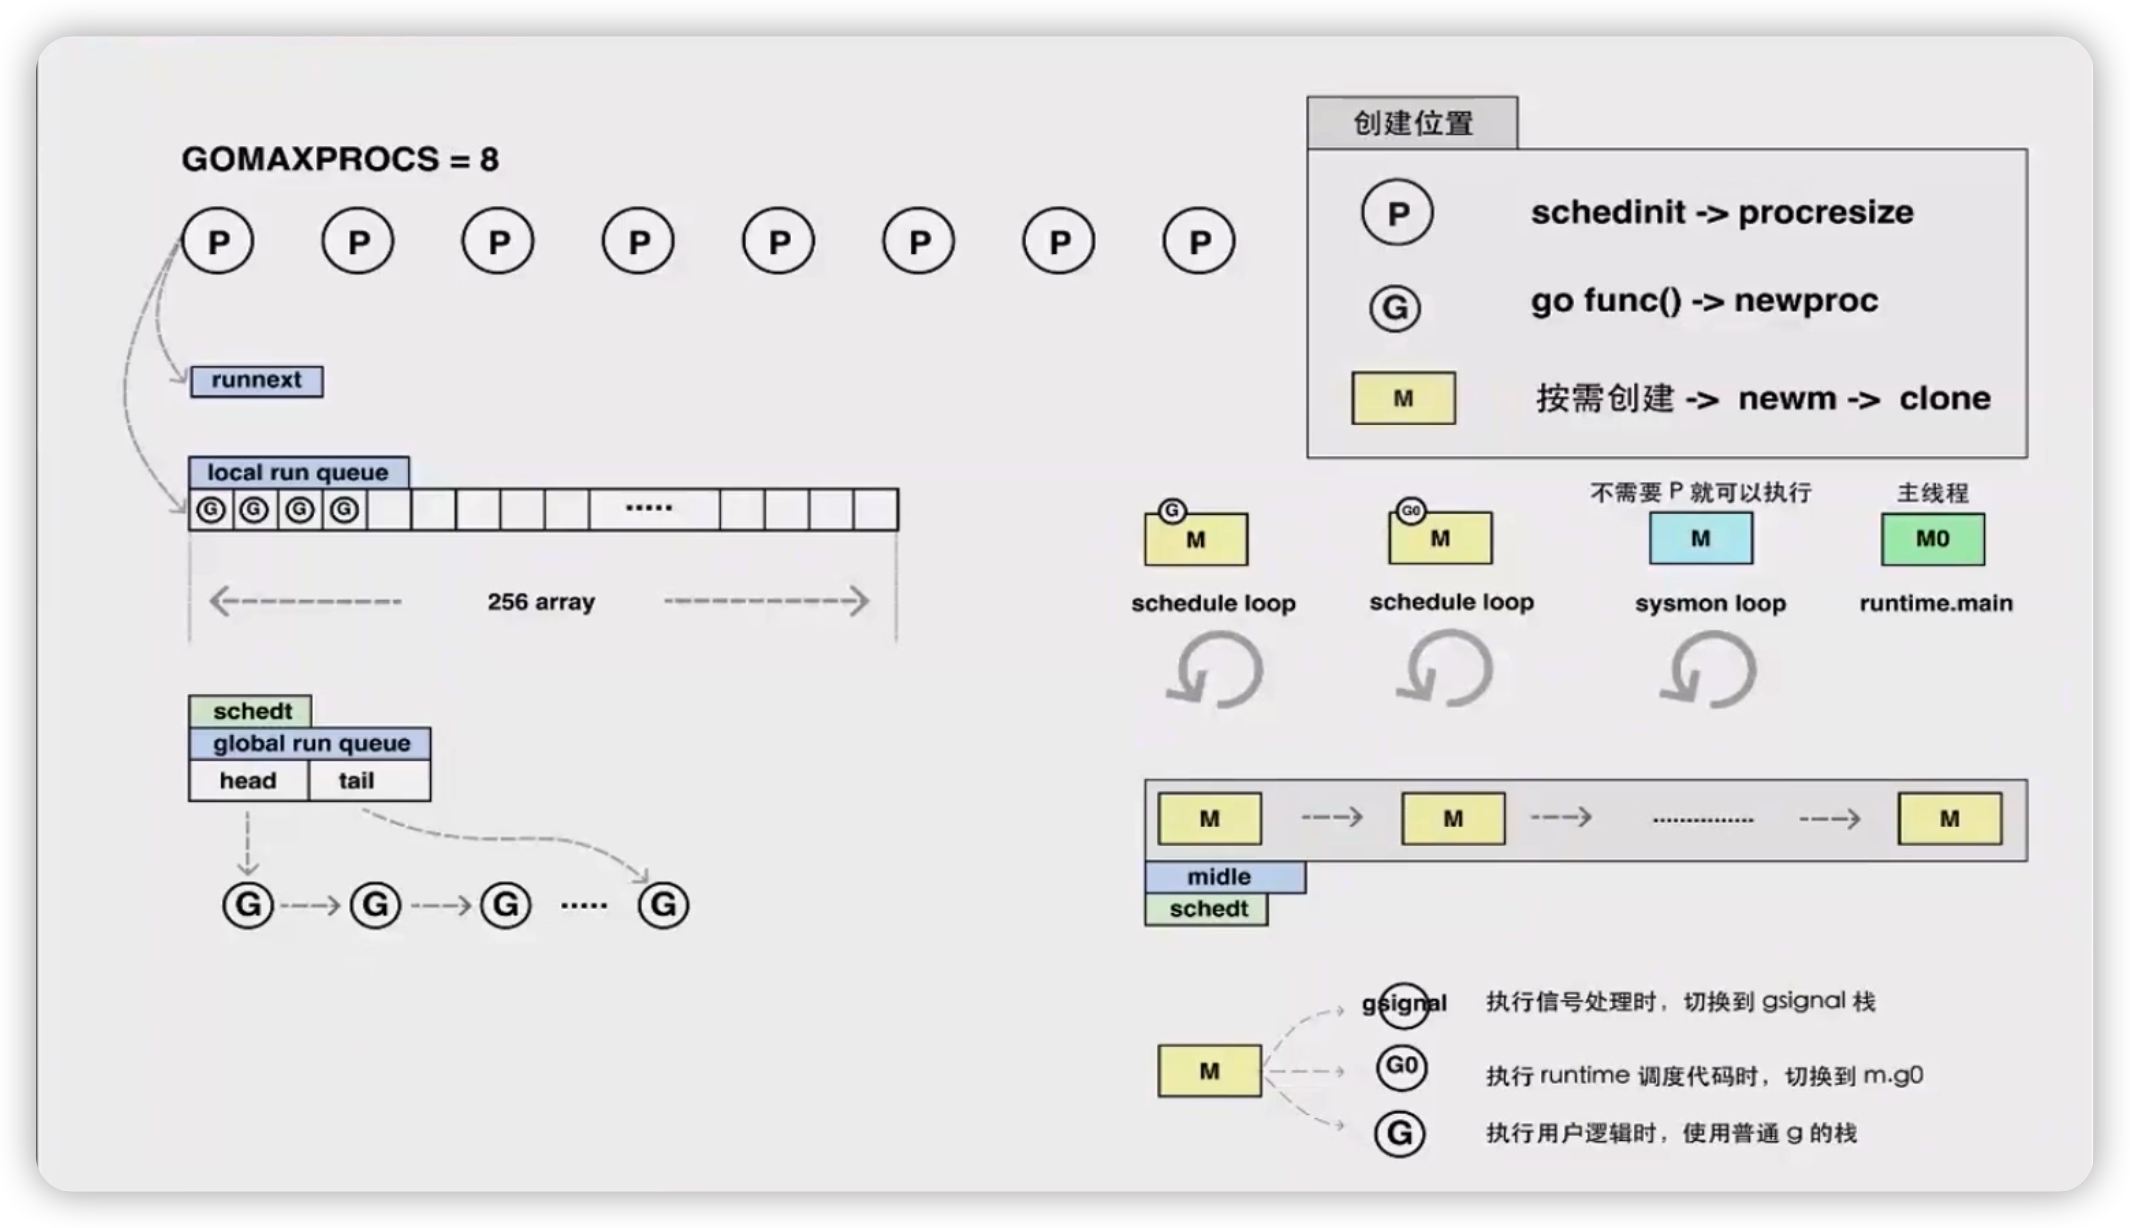 GOMAXPROCS = 8
P P P P P P P P
runnext
local run queue
G G G G ·····
256 array
schedt
global run queue
head tail
G G G ····· G
创建位置
P schedinit -> procresize
G go func() -> newproc
M 按需创建 -> newm -> clone
不需要 P 就可以执行 主线程
G G0
M M M M0
schedule loop schedule loop sysmon loop runtime.main
M M ··············· M
midle
schedt
gsignal 执行信号处理时，切换到 gsignal 栈
M G0 执行 runtime 调度代码时，切换到 m.g0
G 执行用户逻辑时，使用普通 g 的栈